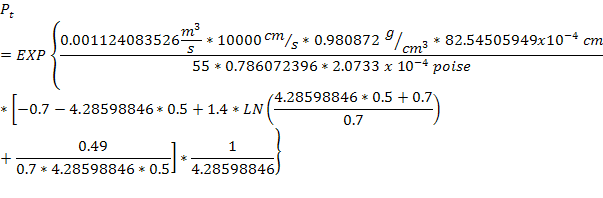 P_t
= EXP { (0.001124083526 m³/s * 10000 cm/s * 0.980872 g/cm³ * 82.54505949x10⁻⁴ cm) / (55 * 0.786072396 * 2.0733 x 10⁻⁴ poise)
* [−0.7 − 4.28598846 * 0.5 + 1.4 * LN ( (4.28598846 * 0.5 + 0.7) / 0.7 )
+ 0.49 / (0.7 * 4.28598846 * 0.5) ] * 1 / 4.28598846 }